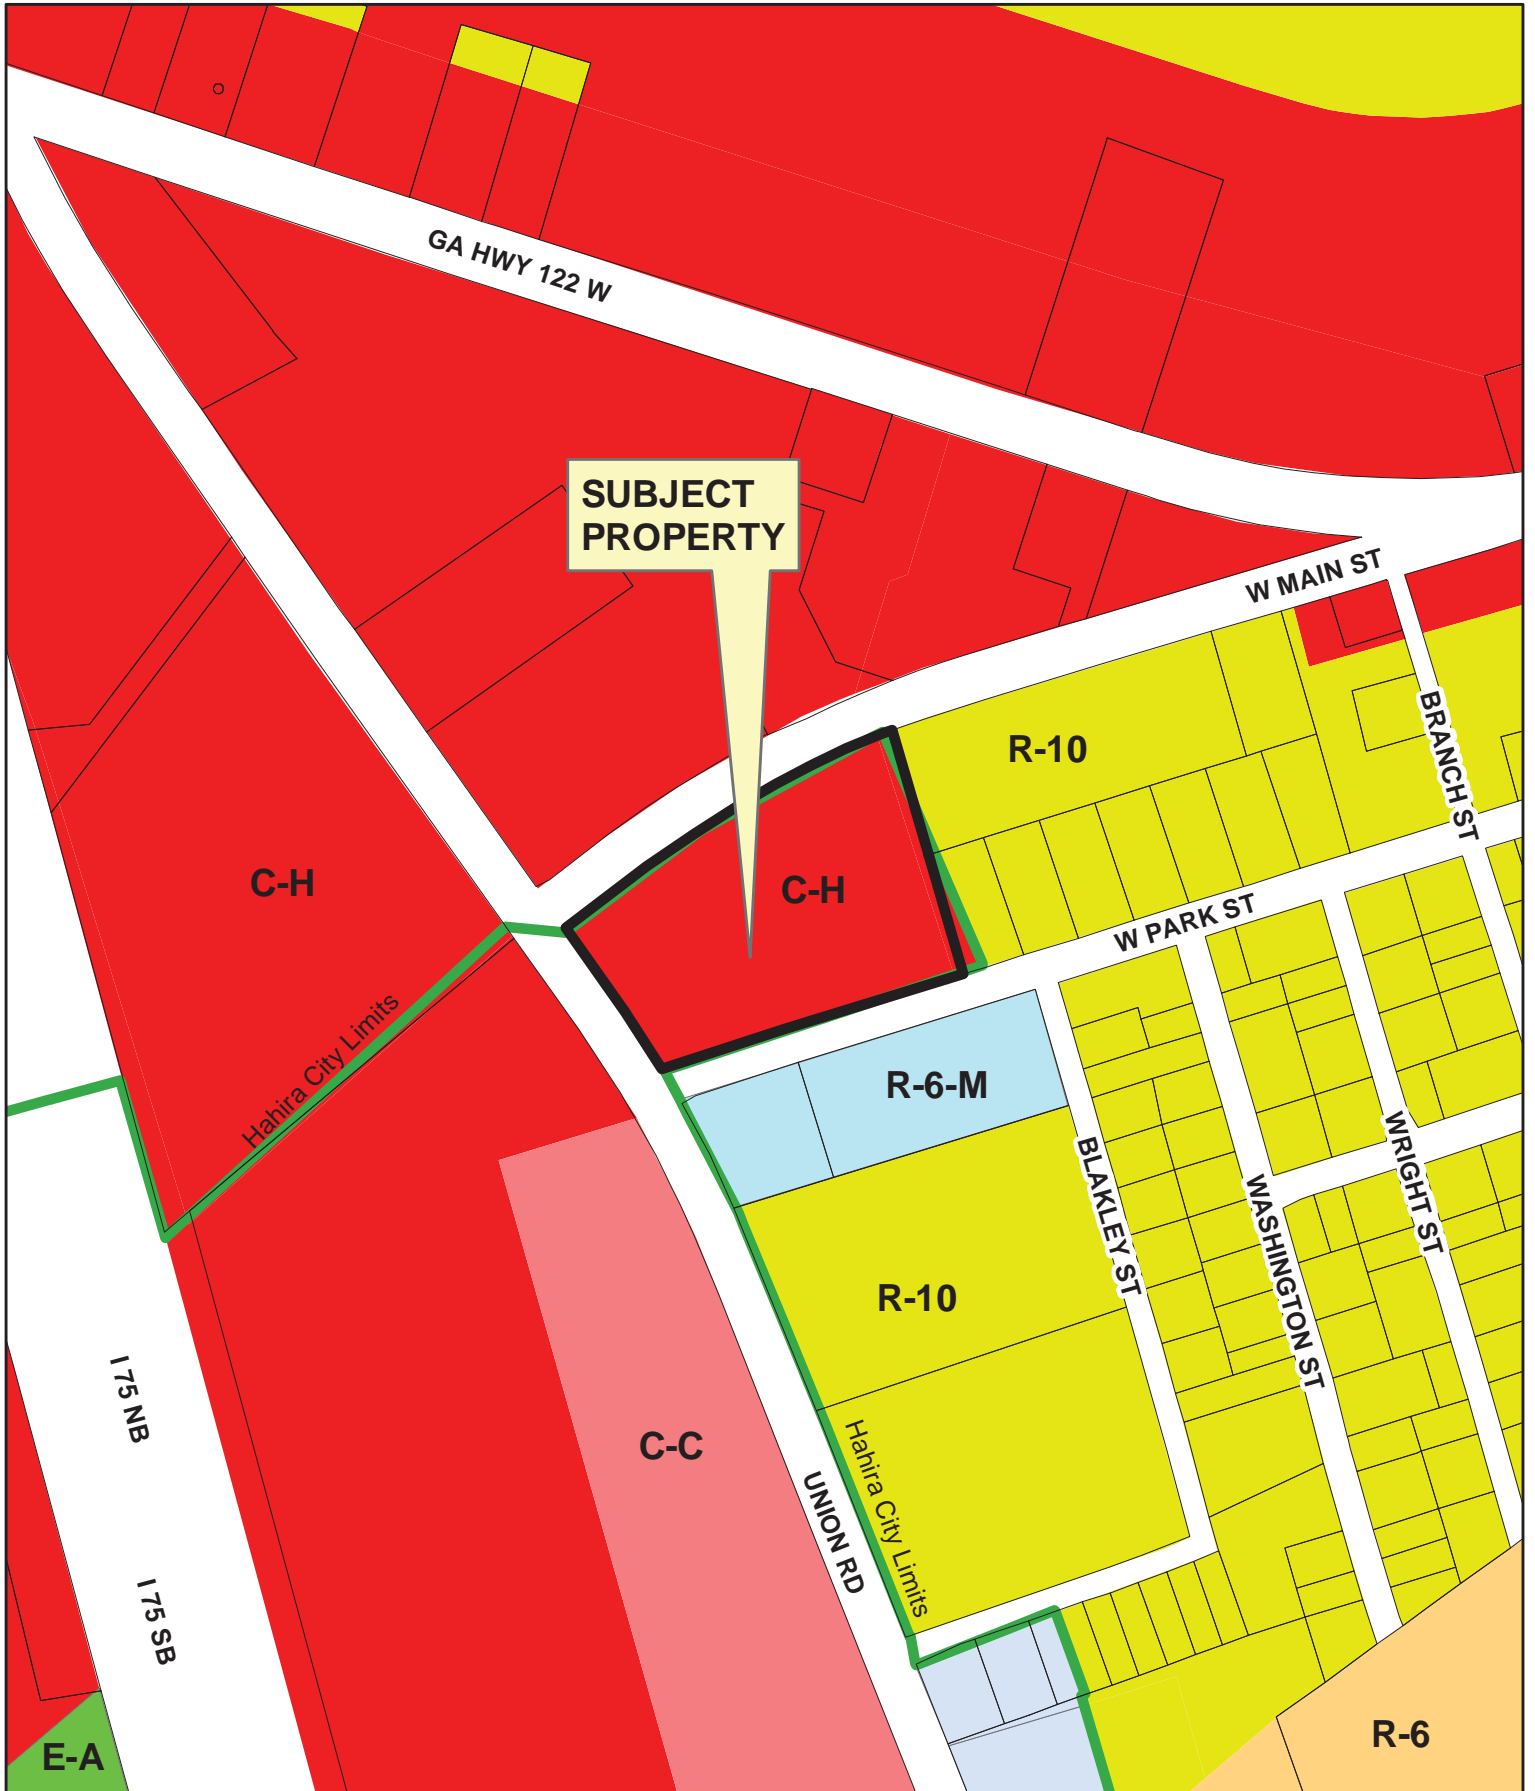 GA HWY 122 W
SUBJECT
PROPERTY
W MAIN ST
R-10
BRANCH ST
C-H
C-H
W PARK ST
Hahira City Limits
R-6-M
BLAKLEY ST
WASHINGTON ST
WRIGHT ST
R-10
I 75 NB
C-C
Hahira City Limits
UNION RD
I 75 SB
E-A
R-6